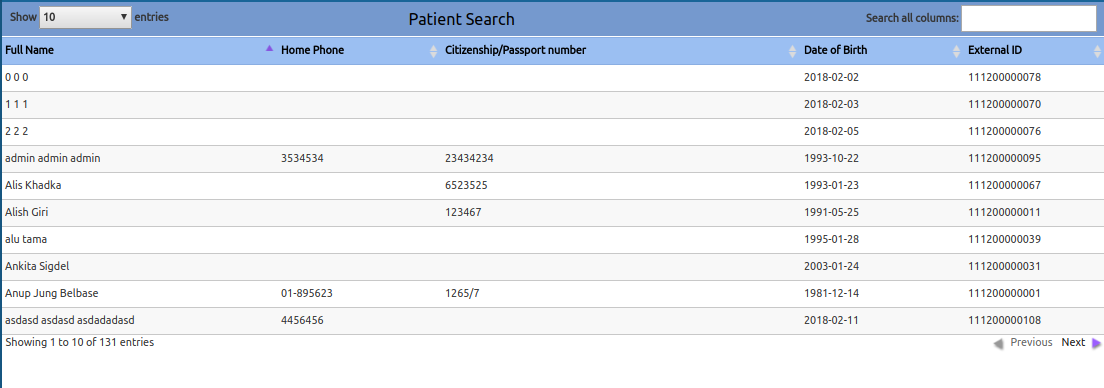 Show 10 entries Patient Search Search all columns:
Full Name Home Phone Citizenship/Passport number Date of Birth External ID
0 0 0 2018-02-02 111200000078
1 1 1 2018-02-03 111200000070
2 2 2 2018-02-05 111200000076
admin admin admin 3534534 23434234 1993-10-22 111200000095
Alis Khadka 6523525 1993-01-23 111200000067
Alish Giri 123467 1991-05-25 111200000011
alu tama 1995-01-28 111200000039
Ankita Sigdel 2003-01-24 111200000031
Anup Jung Belbase 01-895623 1265/7 1981-12-14 111200000001
asdasd asdasd asdadadasd 4456456 2018-02-11 111200000108
Showing 1 to 10 of 131 entries Previous Next